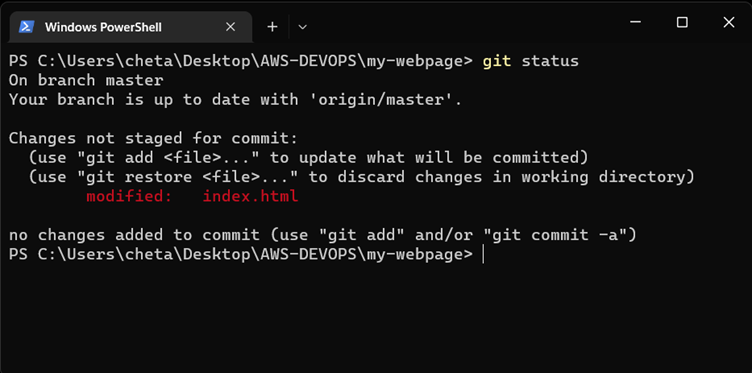 Windows PowerShell
PS C:\Users\cheta\Desktop\AWS-DEVOPS\my-webpage> git status
On branch master
Your branch is up to date with 'origin/master'.
Changes not staged for commit:
  (use "git add <file>..." to update what will be committed)
  (use "git restore <file>..." to discard changes in working directory)
        modified:   index.html
no changes added to commit (use "git add" and/or "git commit -a")
PS C:\Users\cheta\Desktop\AWS-DEVOPS\my-webpage>